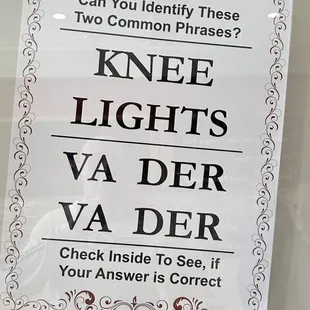 Can You Identify These
Two Common Phrases?
KNEE
LIGHTS
VA DER
VA DER
Check Inside To See, if
Your Answer is Correct